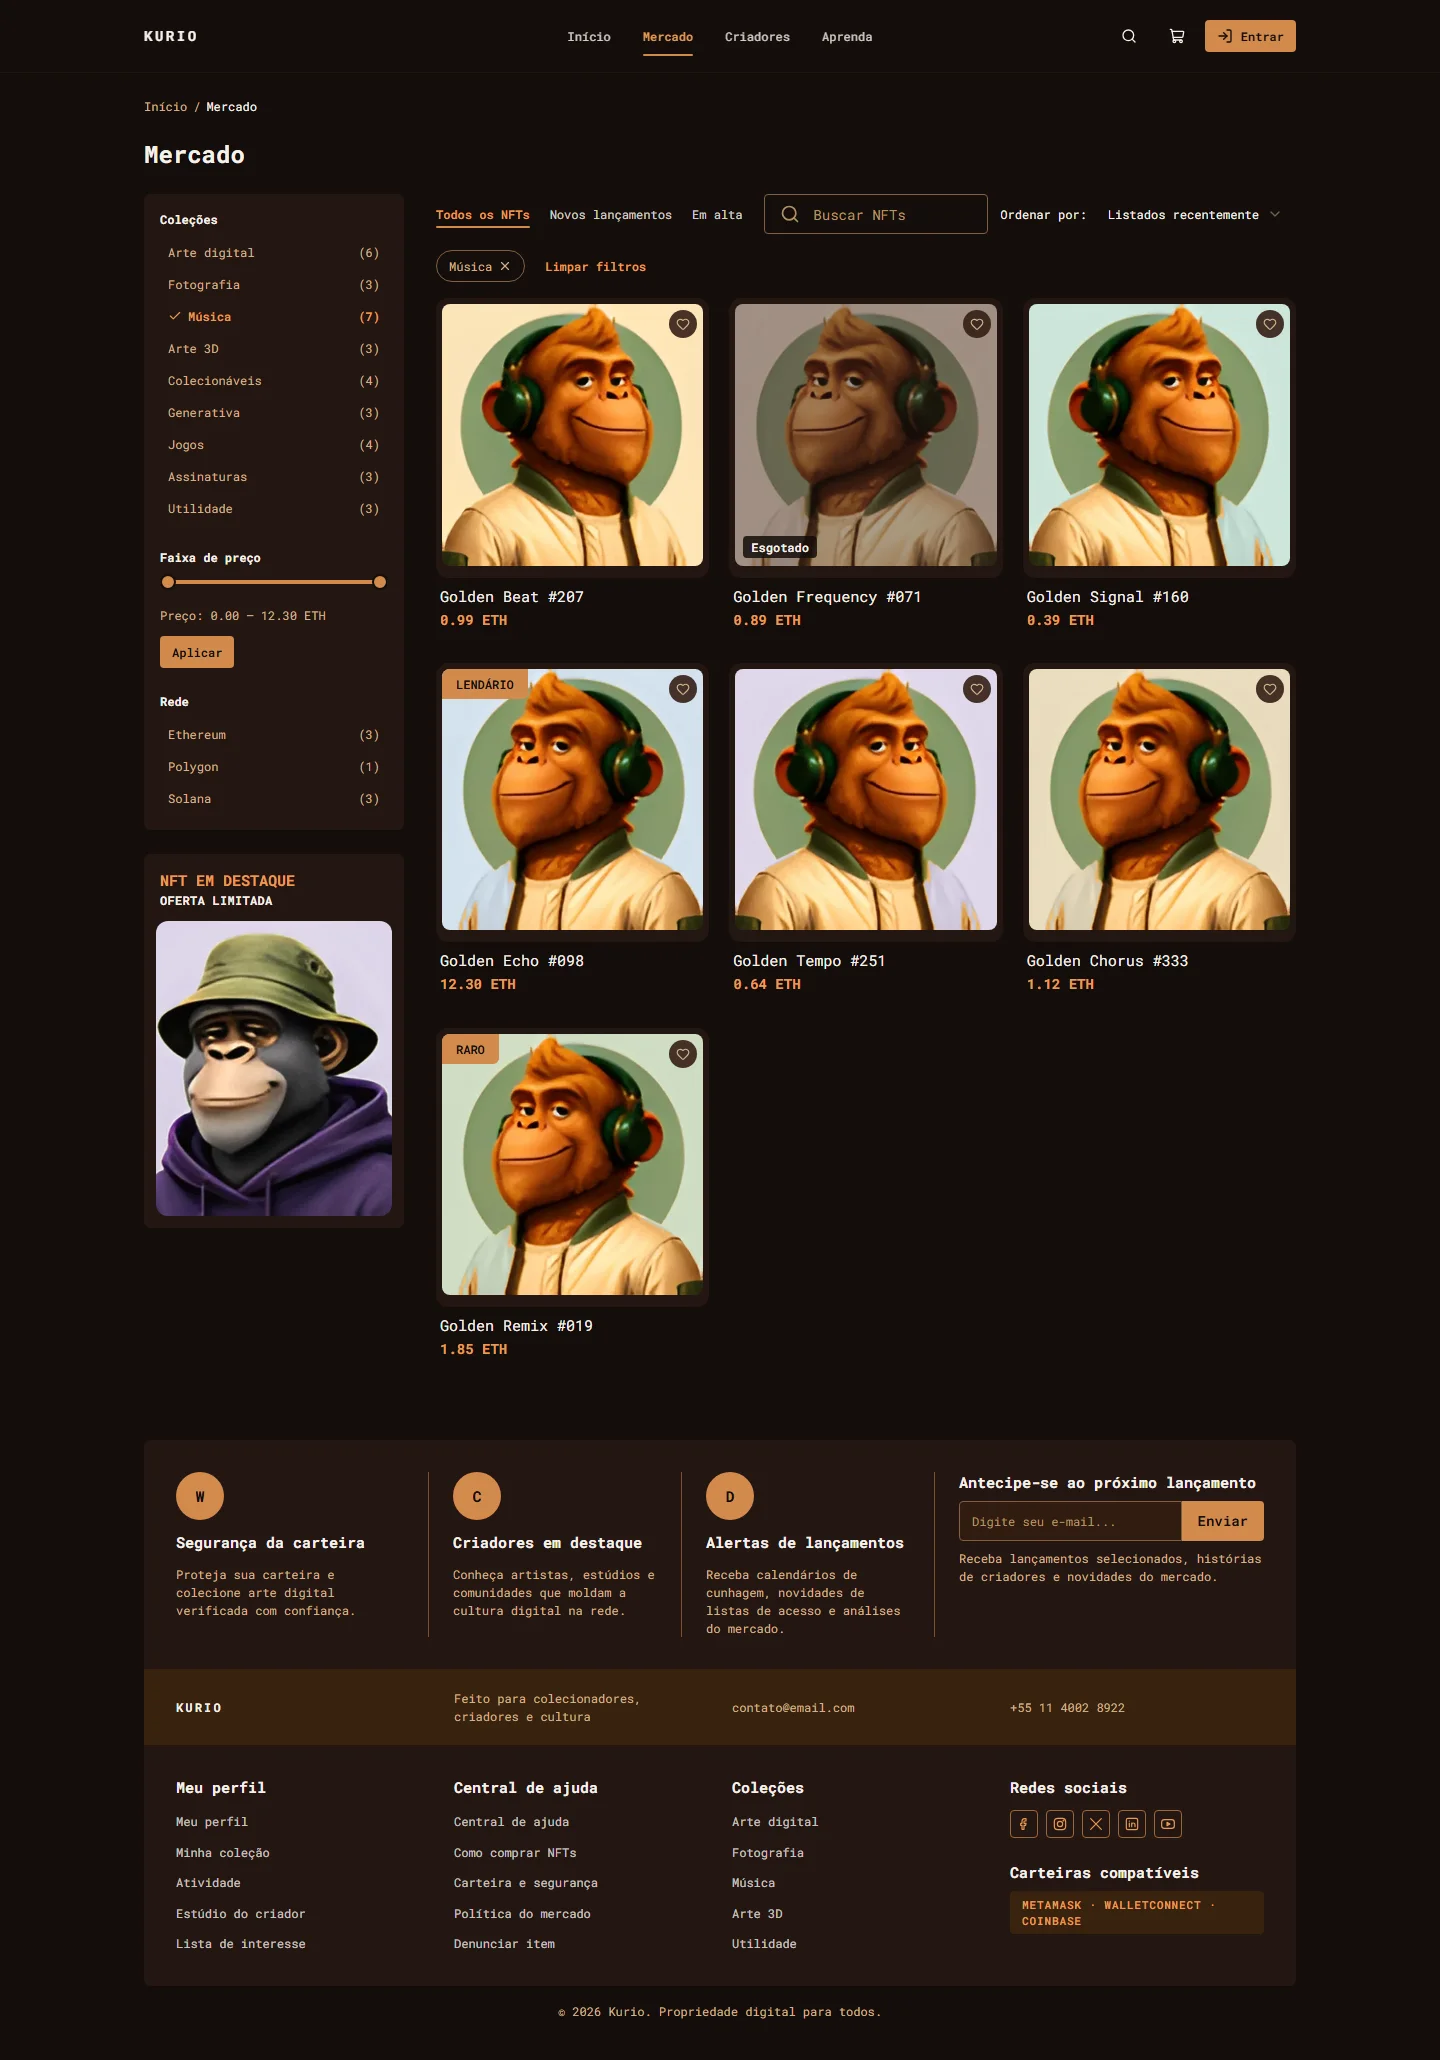 KURIO
Início
Mercado
Criadores
Aprenda
Entrar
Início / Mercado
Mercado
Coleções
Arte digital (6)
Fotografia (3)
Música (7)
Arte 3D (3)
Colecionáveis (4)
Generativa (3)
Jogos (4)
Assinaturas (3)
Utilidade (3)
Faixa de preço
Preço: 0.00 – 12.30 ETH
Aplicar
Rede
Ethereum (3)
Polygon (1)
Solana (3)
NFT EM DESTAQUE
OFERTA LIMITADA
Todos os NFTs
Novos lançamentos
Em alta
Buscar NFTs
Ordenar por:
Listados recentemente
Música
Limpar filtros
Golden Beat #207
0.99 ETH
Esgotado
Golden Frequency #071
0.89 ETH
Golden Signal #160
0.39 ETH
LENDÁRIO
Golden Echo #098
12.30 ETH
Golden Tempo #251
0.64 ETH
Golden Chorus #333
1.12 ETH
RARO
Golden Remix #019
1.85 ETH
W
Segurança da carteira
Proteja sua carteira e
colecione arte digital
verificada com confiança.
C
Criadores em destaque
Conheça artistas, estúdios e
comunidades que moldam a
cultura digital na rede.
D
Alertas de lançamentos
Receba calendários de
cunhagem, novidades de
listas de acesso e análises
do mercado.
Antecipe-se ao próximo lançamento
Digite seu e-mail...
Enviar
Receba lançamentos selecionados, histórias
de criadores e novidades do mercado.
KURIO
Feito para colecionadores,
criadores e cultura
contato@email.com
+55 11 4002 8922
Meu perfil
Meu perfil
Minha coleção
Atividade
Estúdio do criador
Lista de interesse
Central de ajuda
Central de ajuda
Como comprar NFTs
Carteira e segurança
Política do mercado
Denunciar item
Coleções
Arte digital
Fotografia
Música
Arte 3D
Utilidade
Redes sociais
Carteiras compatíveis
METAMASK · WALLETCONNECT ·
COINBASE
© 2026 Kurio. Propriedade digital para todos.